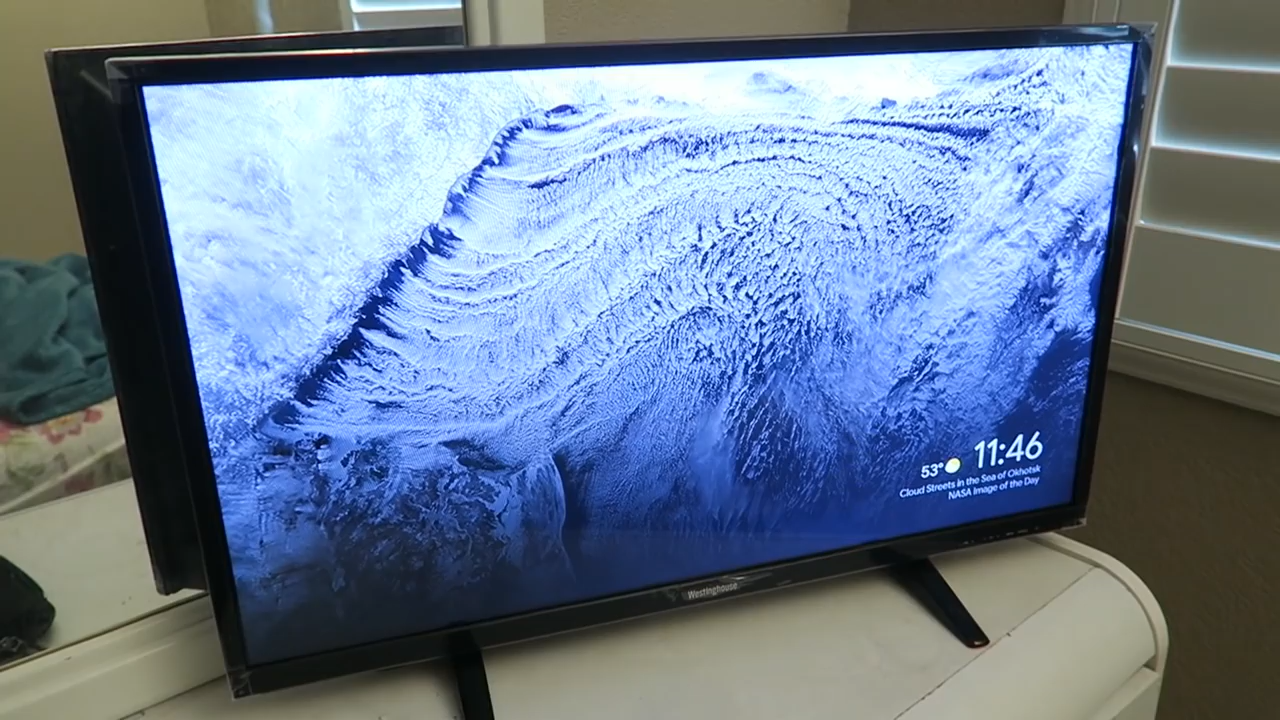 53° 11:46
Cloud Streets in the Sea of Okhotsk
NASA Image of the Day
Westinghouse